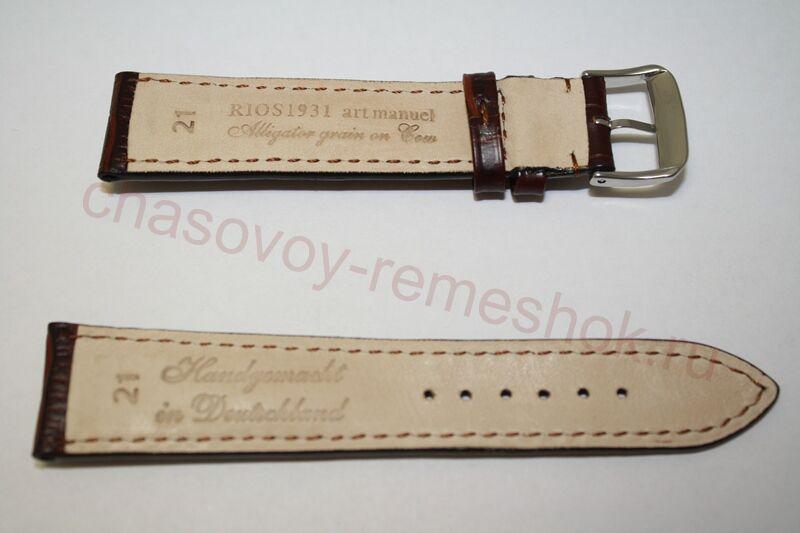 21
RIOS1931 art manuel
Alligator grain on Cow
chasovoy-remeshok.ru
21
Handgemacht
in Deutschland